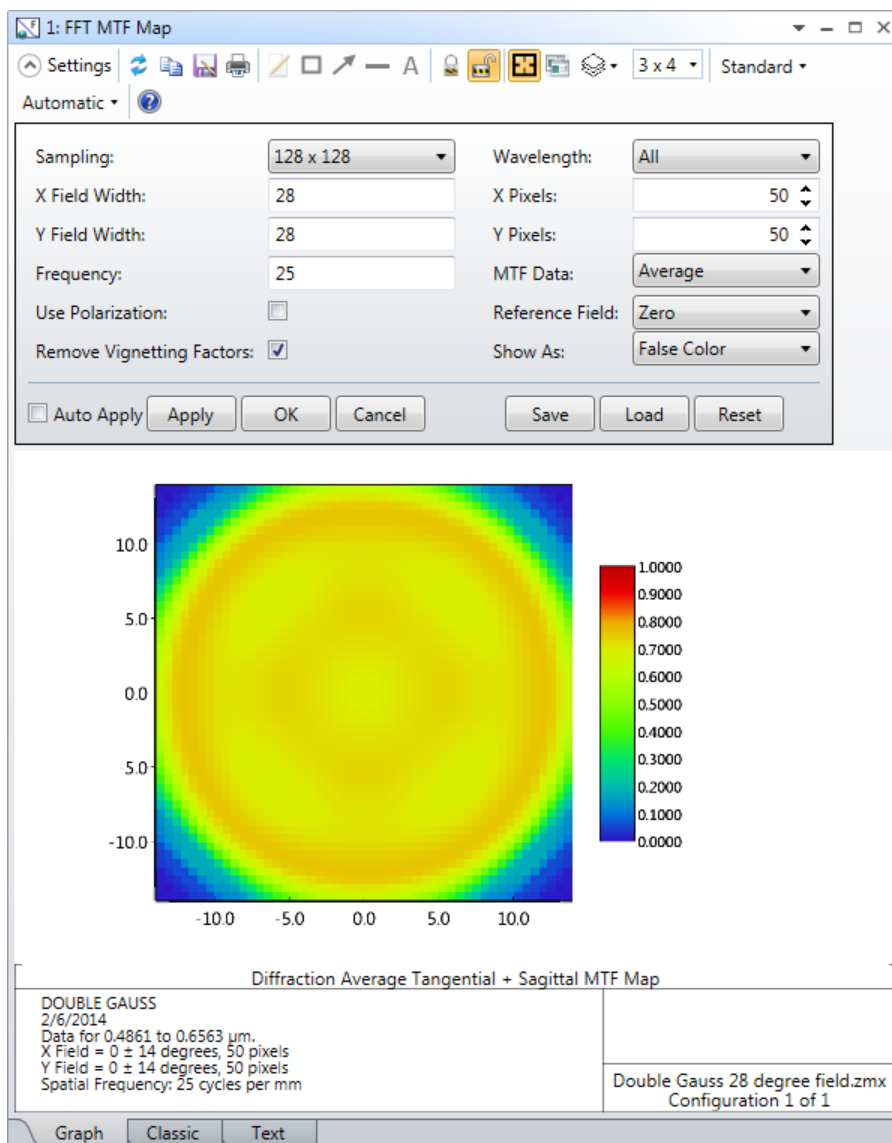 1: FFT MTF Map
Settings A 3 x 4 Standard
Automatic ?
Sampling: 128 x 128 Wavelength: All
X Field Width: 28 X Pixels: 50
Y Field Width: 28 Y Pixels: 50
Frequency: 25 MTF Data: Average
Use Polarization: Reference Field: Zero
Remove Vignetting Factors: Show As: False Color
Auto Apply Apply OK Cancel Save Load Reset
10.0
5.0
0.0
-5.0
-10.0
-10.0 -5.0 0.0 5.0 10.0
1.0000
0.9000
0.8000
0.7000
0.6000
0.5000
0.4000
0.3000
0.2000
0.1000
0.0000
Diffraction Average Tangential + Sagittal MTF Map
DOUBLE GAUSS
2/6/2014
Data for 0.4861 to 0.6563 µm.
X Field = 0 ± 14 degrees, 50 pixels
Y Field = 0 ± 14 degrees, 50 pixels
Spatial Frequency: 25 cycles per mm
Double Gauss 28 degree field.zmx
Configuration 1 of 1
Graph Classic Text